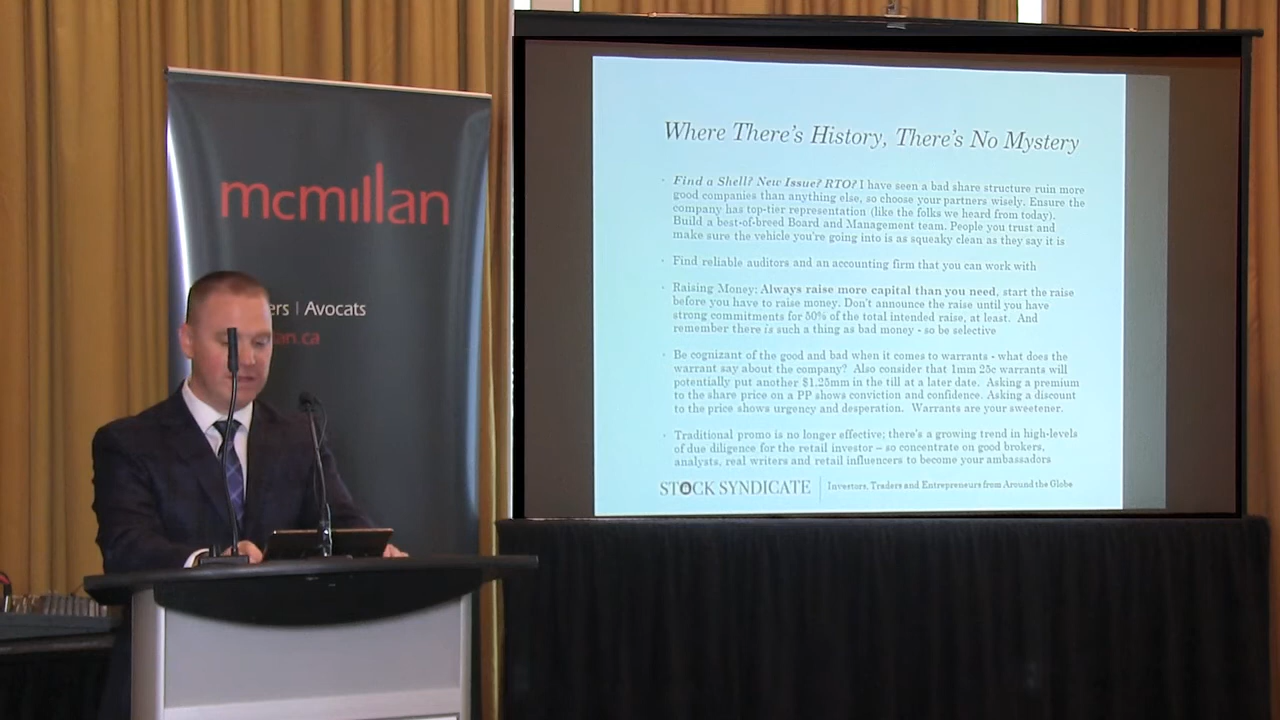 mcmillan
ers | Avocats
an.ca
Where There's History, There's No Mystery
· Find a Shell? New Issue? RTO? I have seen a bad share structure ruin more
good companies than anything else, so choose your partners wisely. Ensure the
company has top-tier representation (like the folks we heard from today).
Build a best-of-breed Board and Management team. People you trust and
make sure the vehicle you're going into is as squeaky clean as they say it is
· Find reliable auditors and an accounting firm that you can work with
· Raising Money: Always raise more capital than you need, start the raise
before you have to raise money. Don't announce the raise until you have
strong commitments for 50% of the total intended raise, at least. And
remember there is such a thing as bad money - so be selective
· Be cognizant of the good and bad when it comes to warrants - what does the
warrant say about the company? Also consider that 1mm 25c warrants will
potentially put another $1.25mm in the till at a later date. Asking a premium
to the share price on a PP shows conviction and confidence. Asking a discount
to the price shows urgency and desperation. Warrants are your sweetener.
· Traditional promo is no longer effective; there's a growing trend in high-levels
of due diligence for the retail investor – so concentrate on good brokers,
analysts, real writers and retail influencers to become your ambassadors
STOCK SYNDICATE | Investors, Traders and Entrepreneurs from Around the Globe